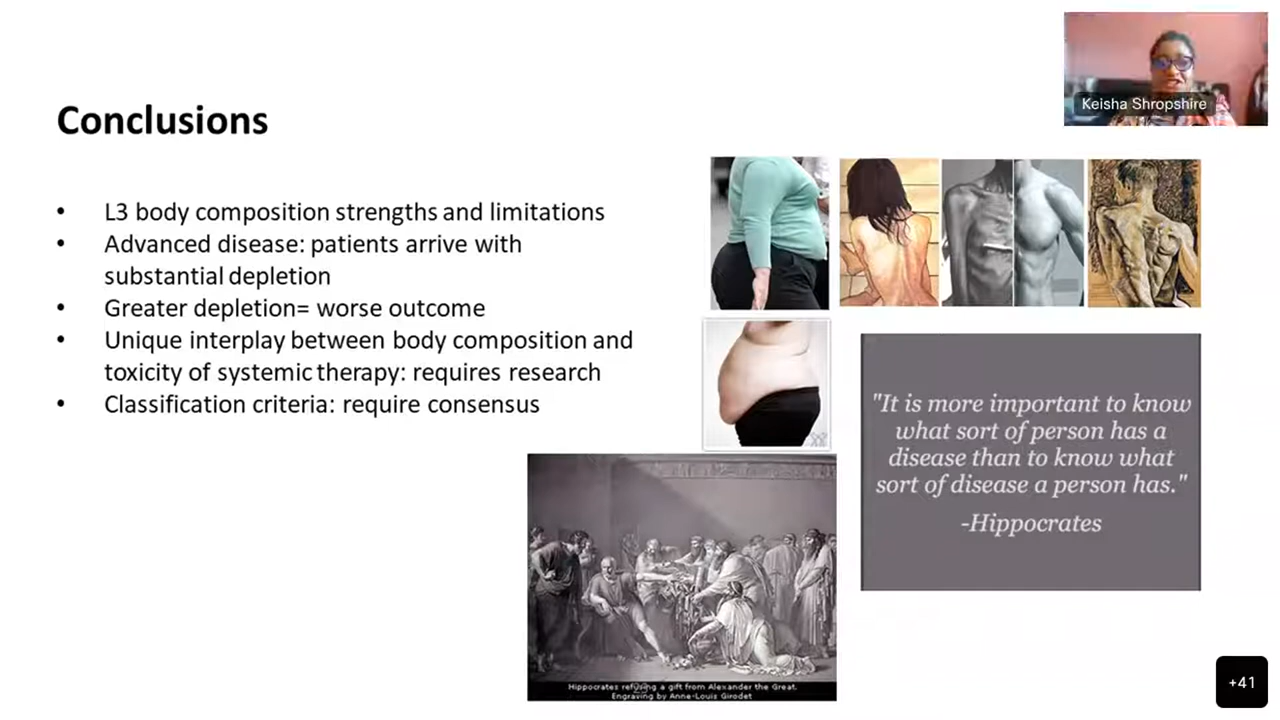 Conclusions
• L3 body composition strengths and limitations
• Advanced disease: patients arrive with
substantial depletion
• Greater depletion= worse outcome
• Unique interplay between body composition and
toxicity of systemic therapy: requires research
• Classification criteria: require consensus
Keisha Shropshire
"It is more important to know
what sort of person has a
disease than to know what
sort of disease a person has."
-Hippocrates
Hippocrates refusing a gift from Alexander the Great.
Engraving by Anne-Louis Girodet
+41